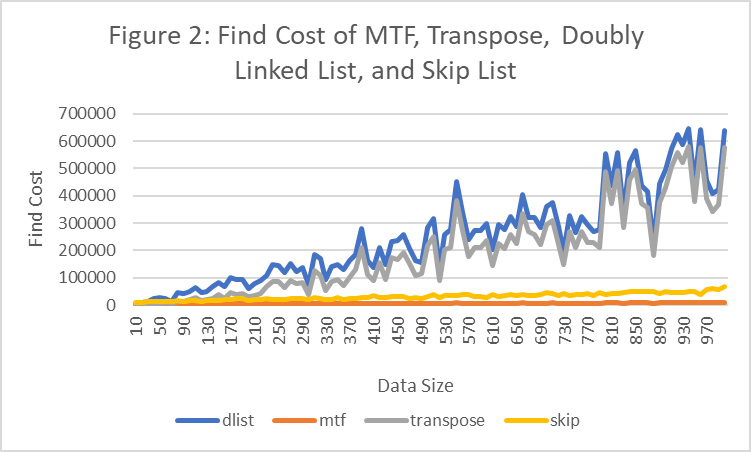 Figure 2: Find Cost of MTF, Transpose, Doubly
Linked List, and Skip List
700000
600000
500000
400000
300000
200000
100000
0
Find Cost
10 50 90 130 170 210 250 290 330 370 410 450 490 530 570 610 650 690 730 770 810 850 890 930 970
Data Size
dlist mtf transpose skip